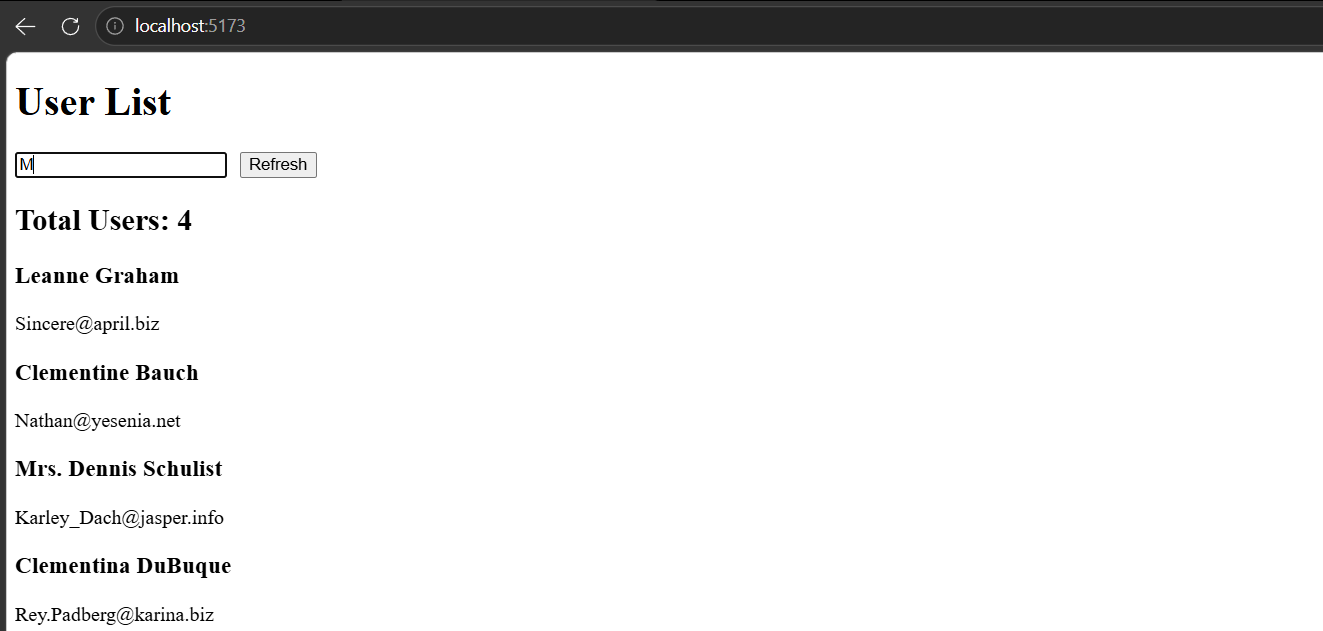 localhost:5173
User List
M Refresh
Total Users: 4
Leanne Graham
Sincere@april.biz
Clementine Bauch
Nathan@yesenia.net
Mrs. Dennis Schulist
Karley_Dach@jasper.info
Clementina DuBuque
Rey.Padberg@karina.biz